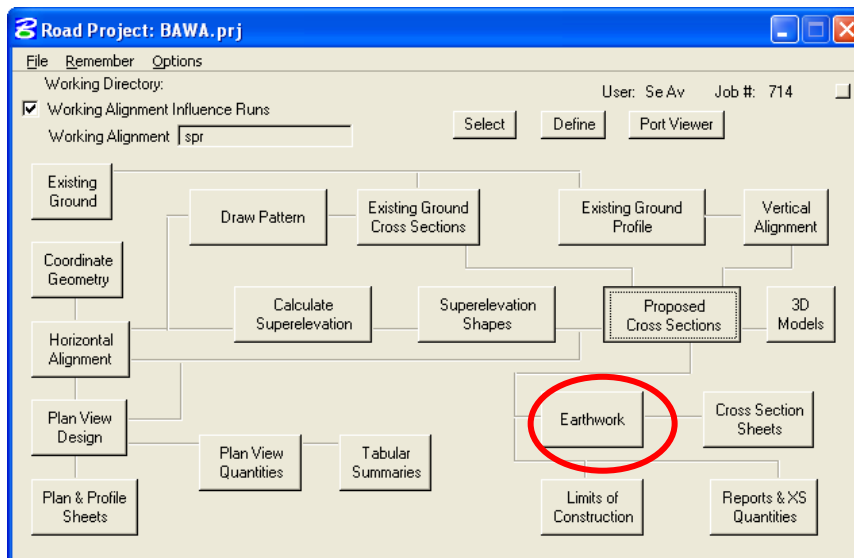 Road Project: BAWA.prj
File Remember Options
Working Directory:
User: Se Av Job #: 714
Working Alignment Influence Runs
Working Alignment spr
Select Define Port Viewer
Existing
Ground
Draw Pattern
Existing Ground
Cross Sections
Existing Ground
Profile
Vertical
Alignment
Coordinate
Geometry
Calculate
Superelevation
Superelevation
Shapes
Proposed
Cross Sections
3D
Models
Horizontal
Alignment
Plan View
Design
Earthwork
Cross Section
Sheets
Plan View
Quantities
Tabular
Summaries
Plan & Profile
Sheets
Limits of
Construction
Reports & XS
Quantities